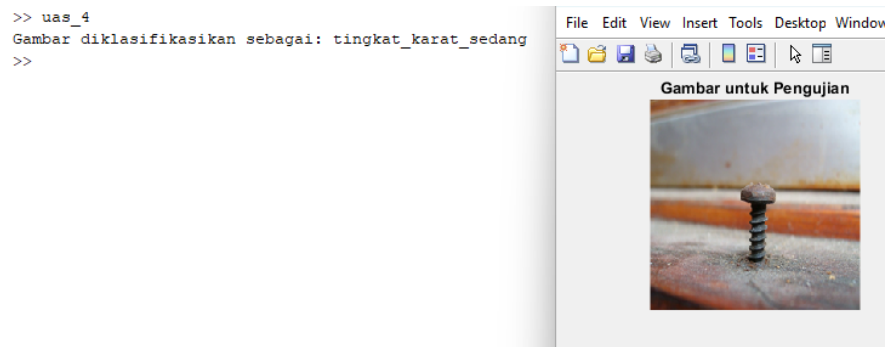 >> uas_4
Gambar diklasifikasikan sebagai: tingkat_karat_sedang
>>
File Edit View Insert Tools Desktop Window
Gambar untuk Pengujian